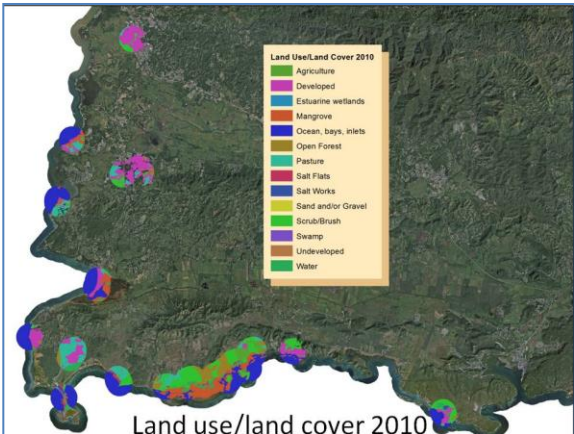 Land Use/Land Cover 2010
Agriculture
Developed
Estuarine wetlands
Mangrove
Ocean, bays, inlets
Open Forest
Pasture
Salt Flats
Salt Works
Sand and/or Gravel
Scrub/Brush
Swamp
Undeveloped
Water
Land use/land cover 2010